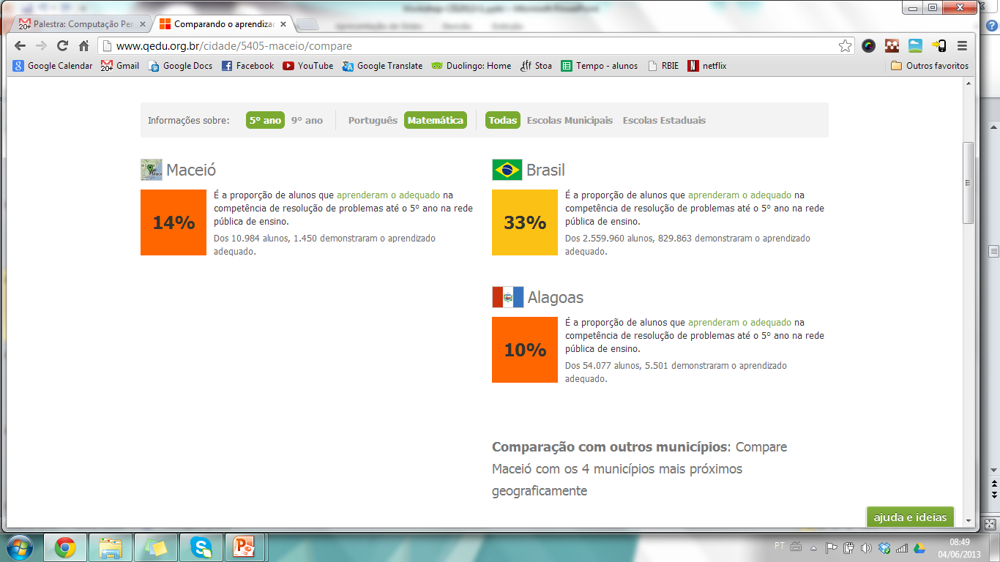 Palestra: Computação Per
Comparando o aprendiza
www.qedu.org.br/cidade/5405-maceio/compare
Google Calendar Gmail Google Docs Facebook YouTube Google Translate Duolingo: Home Stoa Tempo - alunos RBIE netflix Outros favoritos
Informações sobre: 5º ano 9º ano Português Matemática Todas Escolas Municipais Escolas Estaduais
Maceió
14%
É a proporção de alunos que aprenderam o adequado na
competência de resolução de problemas até o 5º ano na rede
pública de ensino.
Dos 10.984 alunos, 1.450 demonstraram o aprendizado
adequado.
Brasil
33%
É a proporção de alunos que aprenderam o adequado na
competência de resolução de problemas até o 5º ano na rede
pública de ensino.
Dos 2.559.960 alunos, 829.863 demonstraram o aprendizado
adequado.
Alagoas
10%
É a proporção de alunos que aprenderam o adequado na
competência de resolução de problemas até o 5º ano na rede
pública de ensino.
Dos 54.077 alunos, 5.501 demonstraram o aprendizado
adequado.
Comparação com outros municípios: Compare
Maceió com os 4 municípios mais próximos
geograficamente
ajuda e ideias
PT
08:49
04/06/2013